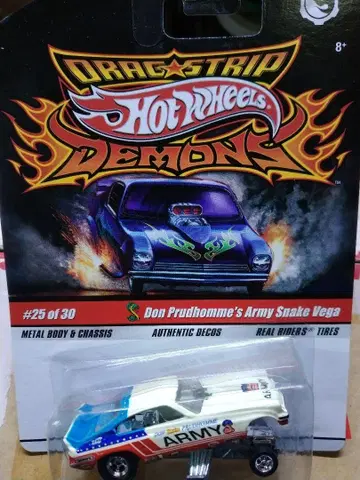 8+
DRAG STRIP
Hot Wheels
DEMONS
#25 of 30
Don Prudhomme's Army Snake Vega
METAL BODY & CHASSIS
AUTHENTIC DECOS
REAL RIDERS™ TIRES
ARMY